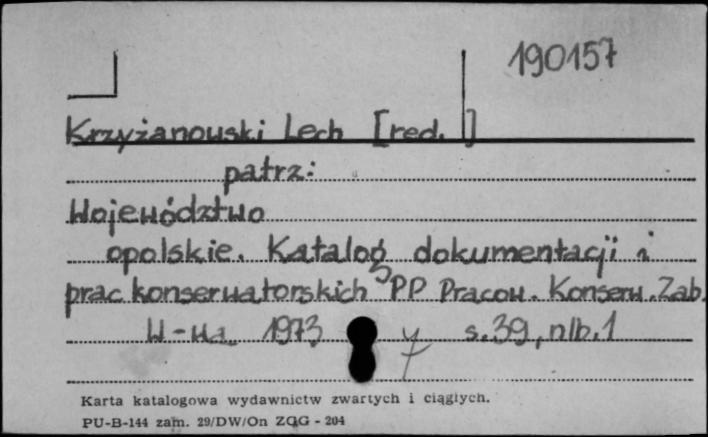 190157
Krzyżanowski Lech [red.]
patrz:
Województwo
opolskie. Katalog dokumentacji i
prac konserwatorskich PP Pracow. Konserw. Zab.
W-wa 1973 s. 39, nlb. 1
Karta katalogowa wydawnictw zwartych i ciągłych.
PU-B-144 zam. 29/DW/On ZGG - 204